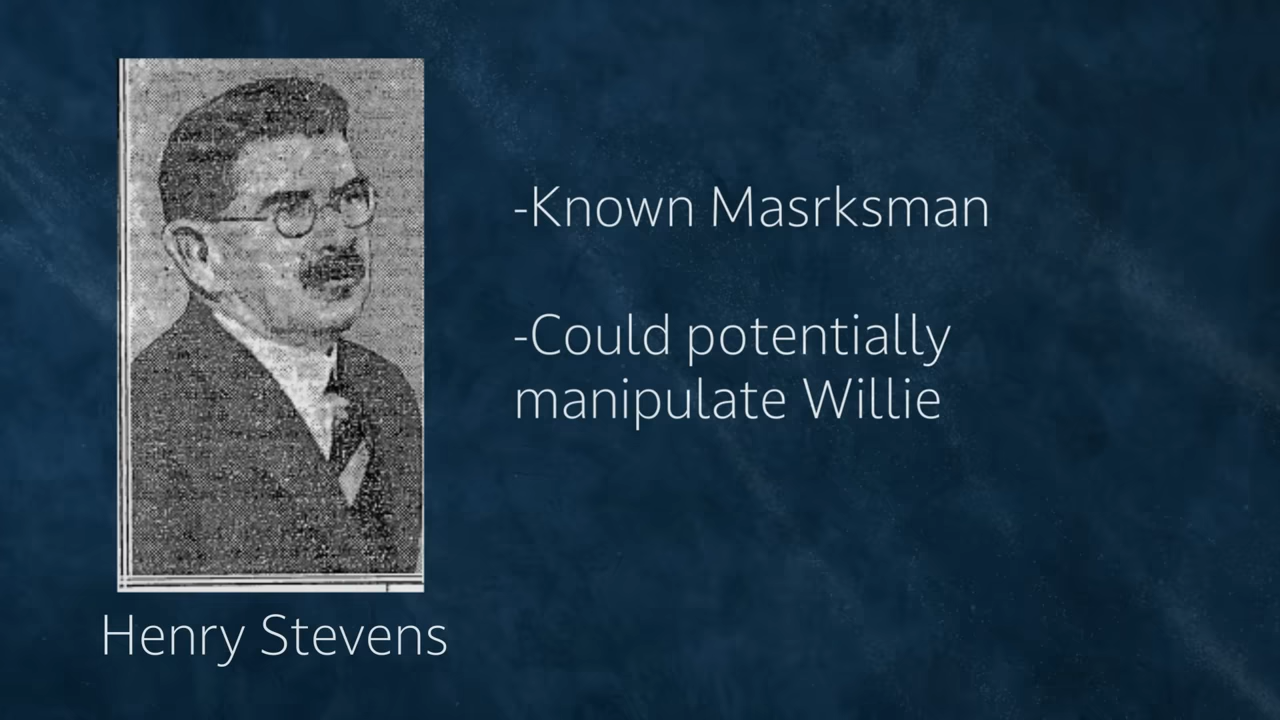 -Known Masrksman
-Could potentially
manipulate Willie
Henry Stevens